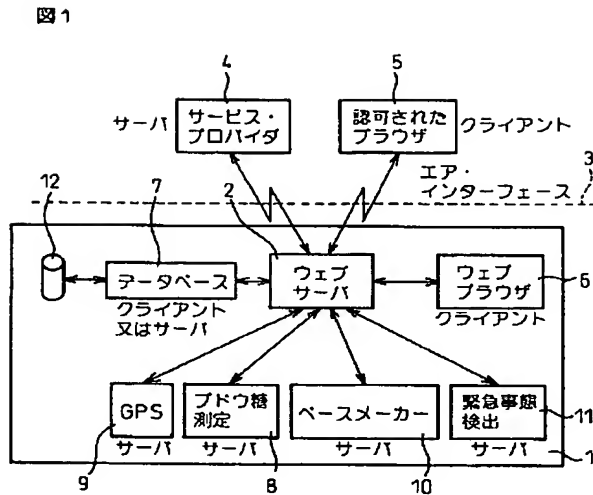 図1
4
5
サーバ
サービス・
プロバイダ
認可された
ブラウザ
クライアント
エア・
インターフェース
3
12
7
2
データベース
クライアント
又はサーバ
ウェブ
サーバ
ウェブ
ブラウザ
クライアント
6
GPS
サーバ
9
ブドウ糖
測定
サーバ
8
ペースメーカー
サーバ
10
緊急事態
検出
サーバ
11
1